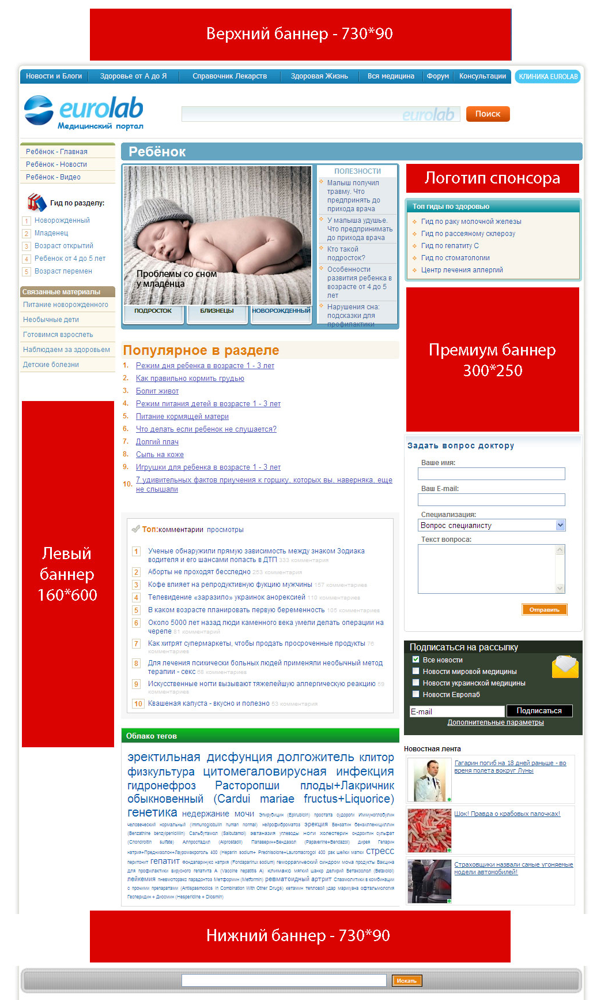 Верхний баннер - 730*90
Новости и Блоги
Здоровье от А до Я
Справочник Лекарств
Здоровая Жизнь
Вся медицина
Форум
Консультации
КЛИНИКА EUROLAB
eurolab
Медицинский портал
eurolab
Поиск
Ребёнок - Главная
Ребёнок - Новости
Ребёнок - Видео
Гид по разделу:
1 Новорожденный
2 Младенец
3 Возраст открытий
4 Ребенок от 4 до 5 лет
5 Возраст перемен
Связанные материалы
Питание новорожденного
Необычные дети
Готовимся взрослеть
Наблюдаем за здоровьем
Детские болезни
Левый
баннер
160*600
Ребёнок
Проблемы со сном
у младенца
ПОДРОСТОК
БЛИЗНЕЦЫ
НОВОРОЖДЕННЫЙ
ПОЛЕЗНОСТИ
Малыш получил
травму. Что
предпринять до
прихода врача
У малыша удушье.
Что предпринимать
до прихода врача
Кто такой
подросток?
Особенности
развития ребенка в
возрасте от 4 до 5
лет
Нарушения сна:
подсказки для
профилактики
Популярное в разделе
1. Режим дня ребенка в возрасте 1 - 3 лет
2. Как правильно кормить грудью
3. Болит живот
4. Режим питания детей в возрасте 1 - 3 лет
5. Питание кормящей матери
6. Что делать если ребенок не слушается?
7. Долгий плач
8. Сыпь на коже
9. Игрушки для ребенка в возрасте 1 - 3 лет
10. 7 удивительных фактов приучения к горшку, которых вы, наверняка, еще
не слышали
Топ:комментарии просмотры
1 Ученые обнаружили прямую зависимость между знаком Зодиака
водителя и его шансами попасть в ДТП 333 комментария
2 Аборты не проходят бесследно 253 комментария
3 Кофе влияет на репродуктивную фукцию мужчины 157 комментариев
4 Телевидение «заразило» украинок анорексией 110 комментариев
5 В каком возрасте планировать первую беременность 105 комментариев
6 Около 5000 лет назад люди каменного века умели делать операции на
черепе 81 комментарий
7 Как хитрят супермаркеты, чтобы продать просроченные продукты 76
комментариев
8 Для лечения психически больных людей применяли необычный метод
терапии - секс 68 комментариев
9 Искусственные ногти вызывают тяжелейшую аллергическую реакцию 59
комментариев
10 Квашеная капуста - вкусно и полезно 53 комментария
Облако тегов
эректильная дисфунция долгожитель клитор
физкультура цитомегаловирусная инфекция
гидронефроз Расторопши плоды+Лакричник
обыкновенный (Cardui mariae fructus+Liquorice)
генетика недержание мочи Эпирубицин (Epirubicin) простата судороги Иммуноглобулин
человеческий нормальный (Immunoglobulin human normal) нейрофиброматоз эрекция Бензатин бензилпенициллин
(Benzathine benzylpenicillin) Сальбутамол (Salbutamol) эвтаназия углеводы ногти холестерин ондроитин сульфат
(Chondroitin sulfate) Алпростадил (Alprostadil) Папаверин+Бендазол (Papaverine+Bendazol) дирея Гепарин
натрия+Преднизолон+Лауромакроголь 400 (Heparin sodium+ Prednisolone+Lauromacrogol 400 рак шейки матки стресс
перитонит гепатит Фондапаринукс натрия (Fondaparinux sodium) геморрагический синдром моча продукты Вакцина
для профилактики вирусного гепатита А (Vaccine hepatitis A) климакс мягкий шанкр делирий Бетаксолол (Betaxolol)
лейкемия пневмоторакс парадонтоз Метформин (Metformin) ревматоидный артрит Спазмолитики в комбинации
с прочими препаратами (Antispasmodics in Combination With Other Drugs) кетамин тепловой удар марихуана офтальмология
Гесперидин + Диосмин (Hesperidine + Diosmin)
Логотип спонсора
Топ гиды по здоровью
Гид по раку молочной железы
Гид по рассеяному склерозу
Гид по гепатиту С
Гид по стоматологии
Центр лечения аллергий
Премиум баннер
300*250
Задать вопрос доктору
Ваше имя:
Ваш E-mail:
Специализация:
Вопрос специалисту
Текст вопроса:
Отправить
Подписаться на рассылку
Все новости
Новости мировой медицины
Новости украинской медицины
Новости Евролаб
E-mail
Подписаться
Дополнительные параметры
Новостная лента
Гагарин погиб на 18 дней раньше - во
время полета вокруг Луны
Шок! Правда о крабовых палочках!
Страховщики назвали самые угоняемые
модели автомобилей!
Нижний баннер - 730*90
Искать